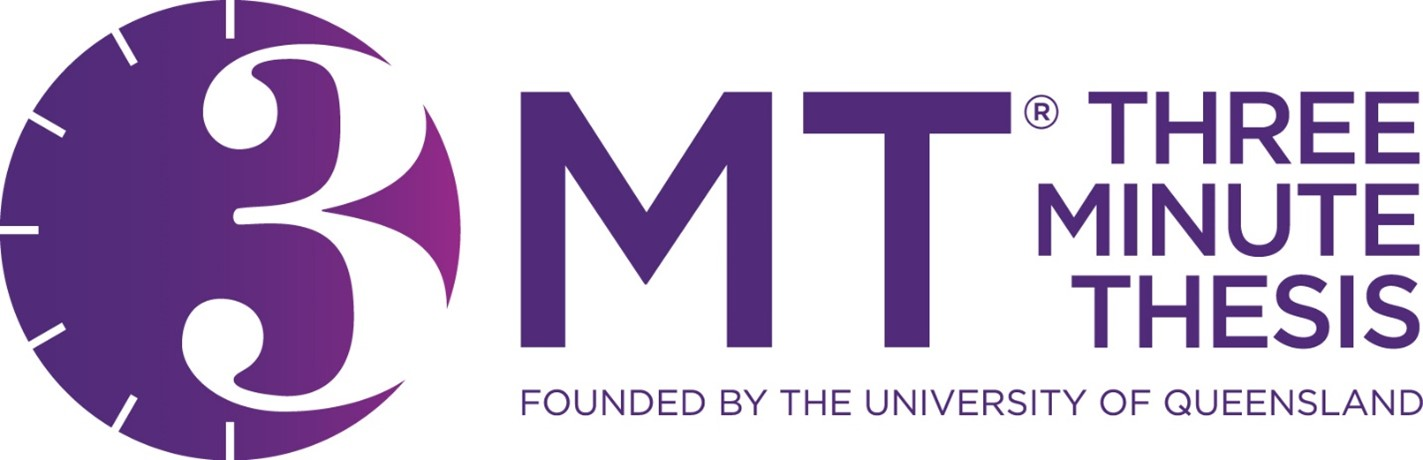 3MT® THREE
MINUTE
THESIS
FOUNDED BY THE UNIVERSITY OF QUEENSLAND